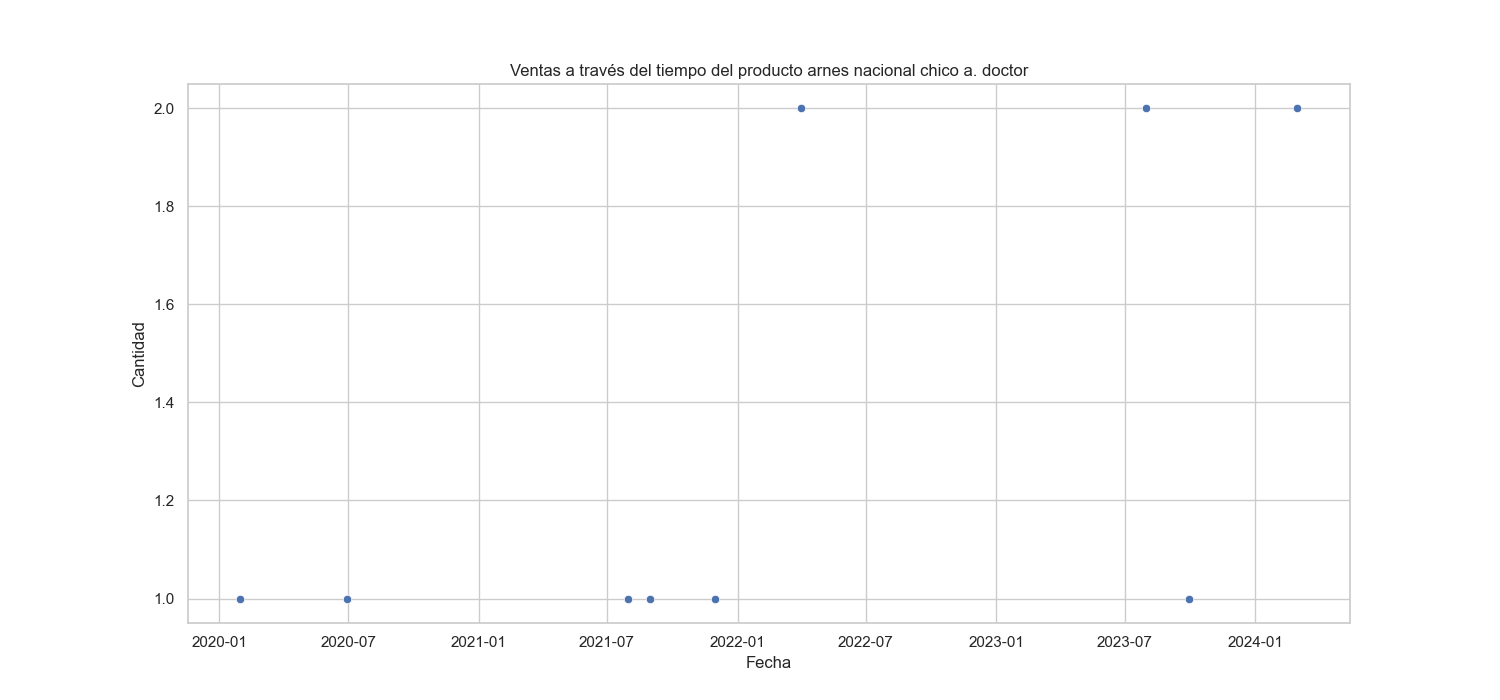 Ventas a través del tiempo del producto arnes nacional chico a. doctor
2.0
1.8
1.6
1.4
1.2
1.0
Cantidad
2020-01 2020-07 2021-01 2021-07 2022-01 2022-07 2023-01 2023-07 2024-01
Fecha